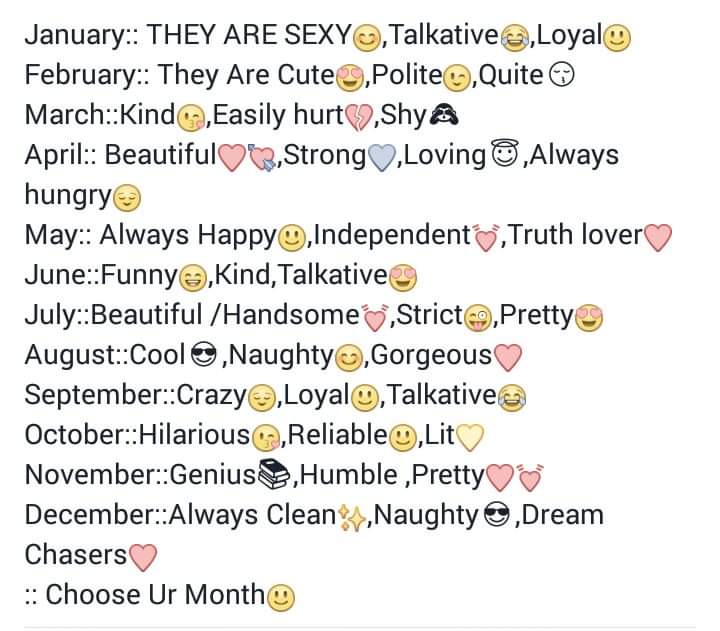 January:: THEY ARE SEXY😊,Talkative😂,Loyal🙂
February:: They Are Cute😍,Polite😉,Quite😚
March::Kind😘,Easily hurt💔,Shy🙈
April:: Beautiful❤💘,Strong💙,Loving😇,Always
hungry😌
May:: Always Happy🙂,Independent💓,Truth lover❤
June::Funny😁,Kind,Talkative😍
July::Beautiful /Handsome💓,Strict😜,Pretty😍
August::Cool😎,Naughty😊,Gorgeous❤
September::Crazy😌,Loyal🙂,Talkative😂
October::Hilarious😘,Reliable🙂,Lit💛
November::Genius📚,Humble ,Pretty❤💓
December::Always Clean✨,Naughty😎,Dream
Chasers❤
:: Choose Ur Month🙂